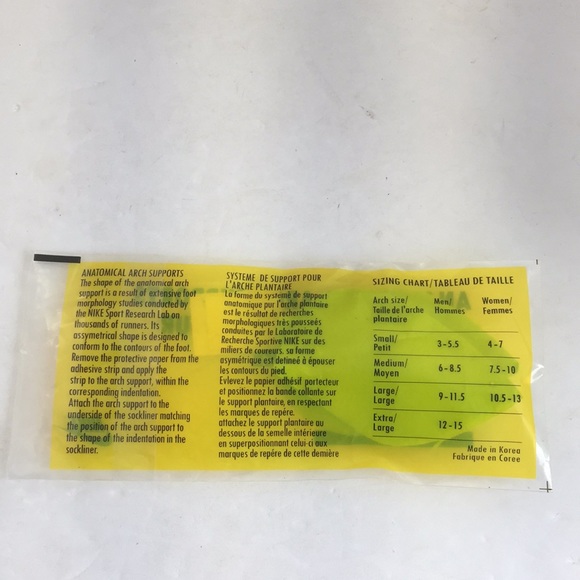 ANATOMICAL ARCH SUPPORTS
The shape of the anatomical arch
support is a result of extensive foot
morphology studies conducted by
the NIKE Sport Research Lab on
thousands of runners. Its
assymetrical shape is designed to
conform to the contours of the foot.
Remove the protective paper from the
adhesive strip and apply the
strip to the arch support, within the
corresponding indentation.
Attach the arch support to the
underside of the sockliner matching
the position of the arch support to
the shape of the indentation in the
sockliner.
SYSTEME DE SUPPORT POUR
L'ARCHE PLANTAIRE
La forme du système de support
anatomique par l'arche plantaire
est le résultat de recherches
morphologiques très poussées
conduites par le Laboratoire de
Recherche Sportive NIKE sur des
milliers de coureurs. sa forme
asymétrique est detinée à épouser
les contours du pied.
Evlevez le papier adhésif portecteur
et positionnez la bande collante sur
le support plantaire, en respectant
les marques de repére.
attachez le support plantaire au
dessous de la semelle intérieure
en superpositionnant celui-ci aux
marques de repére de cette demière
SIZING CHART/TABLEAU DE TAILLE
Arch size/ Men/ Women/
Taille de l'arche Hommes Femmes
plantaire
Small/
Petit 3-5.5 4-7
Medium/
Moyen 6-8.5 7.5-10
Large/
Large 9-11.5 10.5-13
Extra/
Large 12-15
Made in Korea
Fabrique en Coree